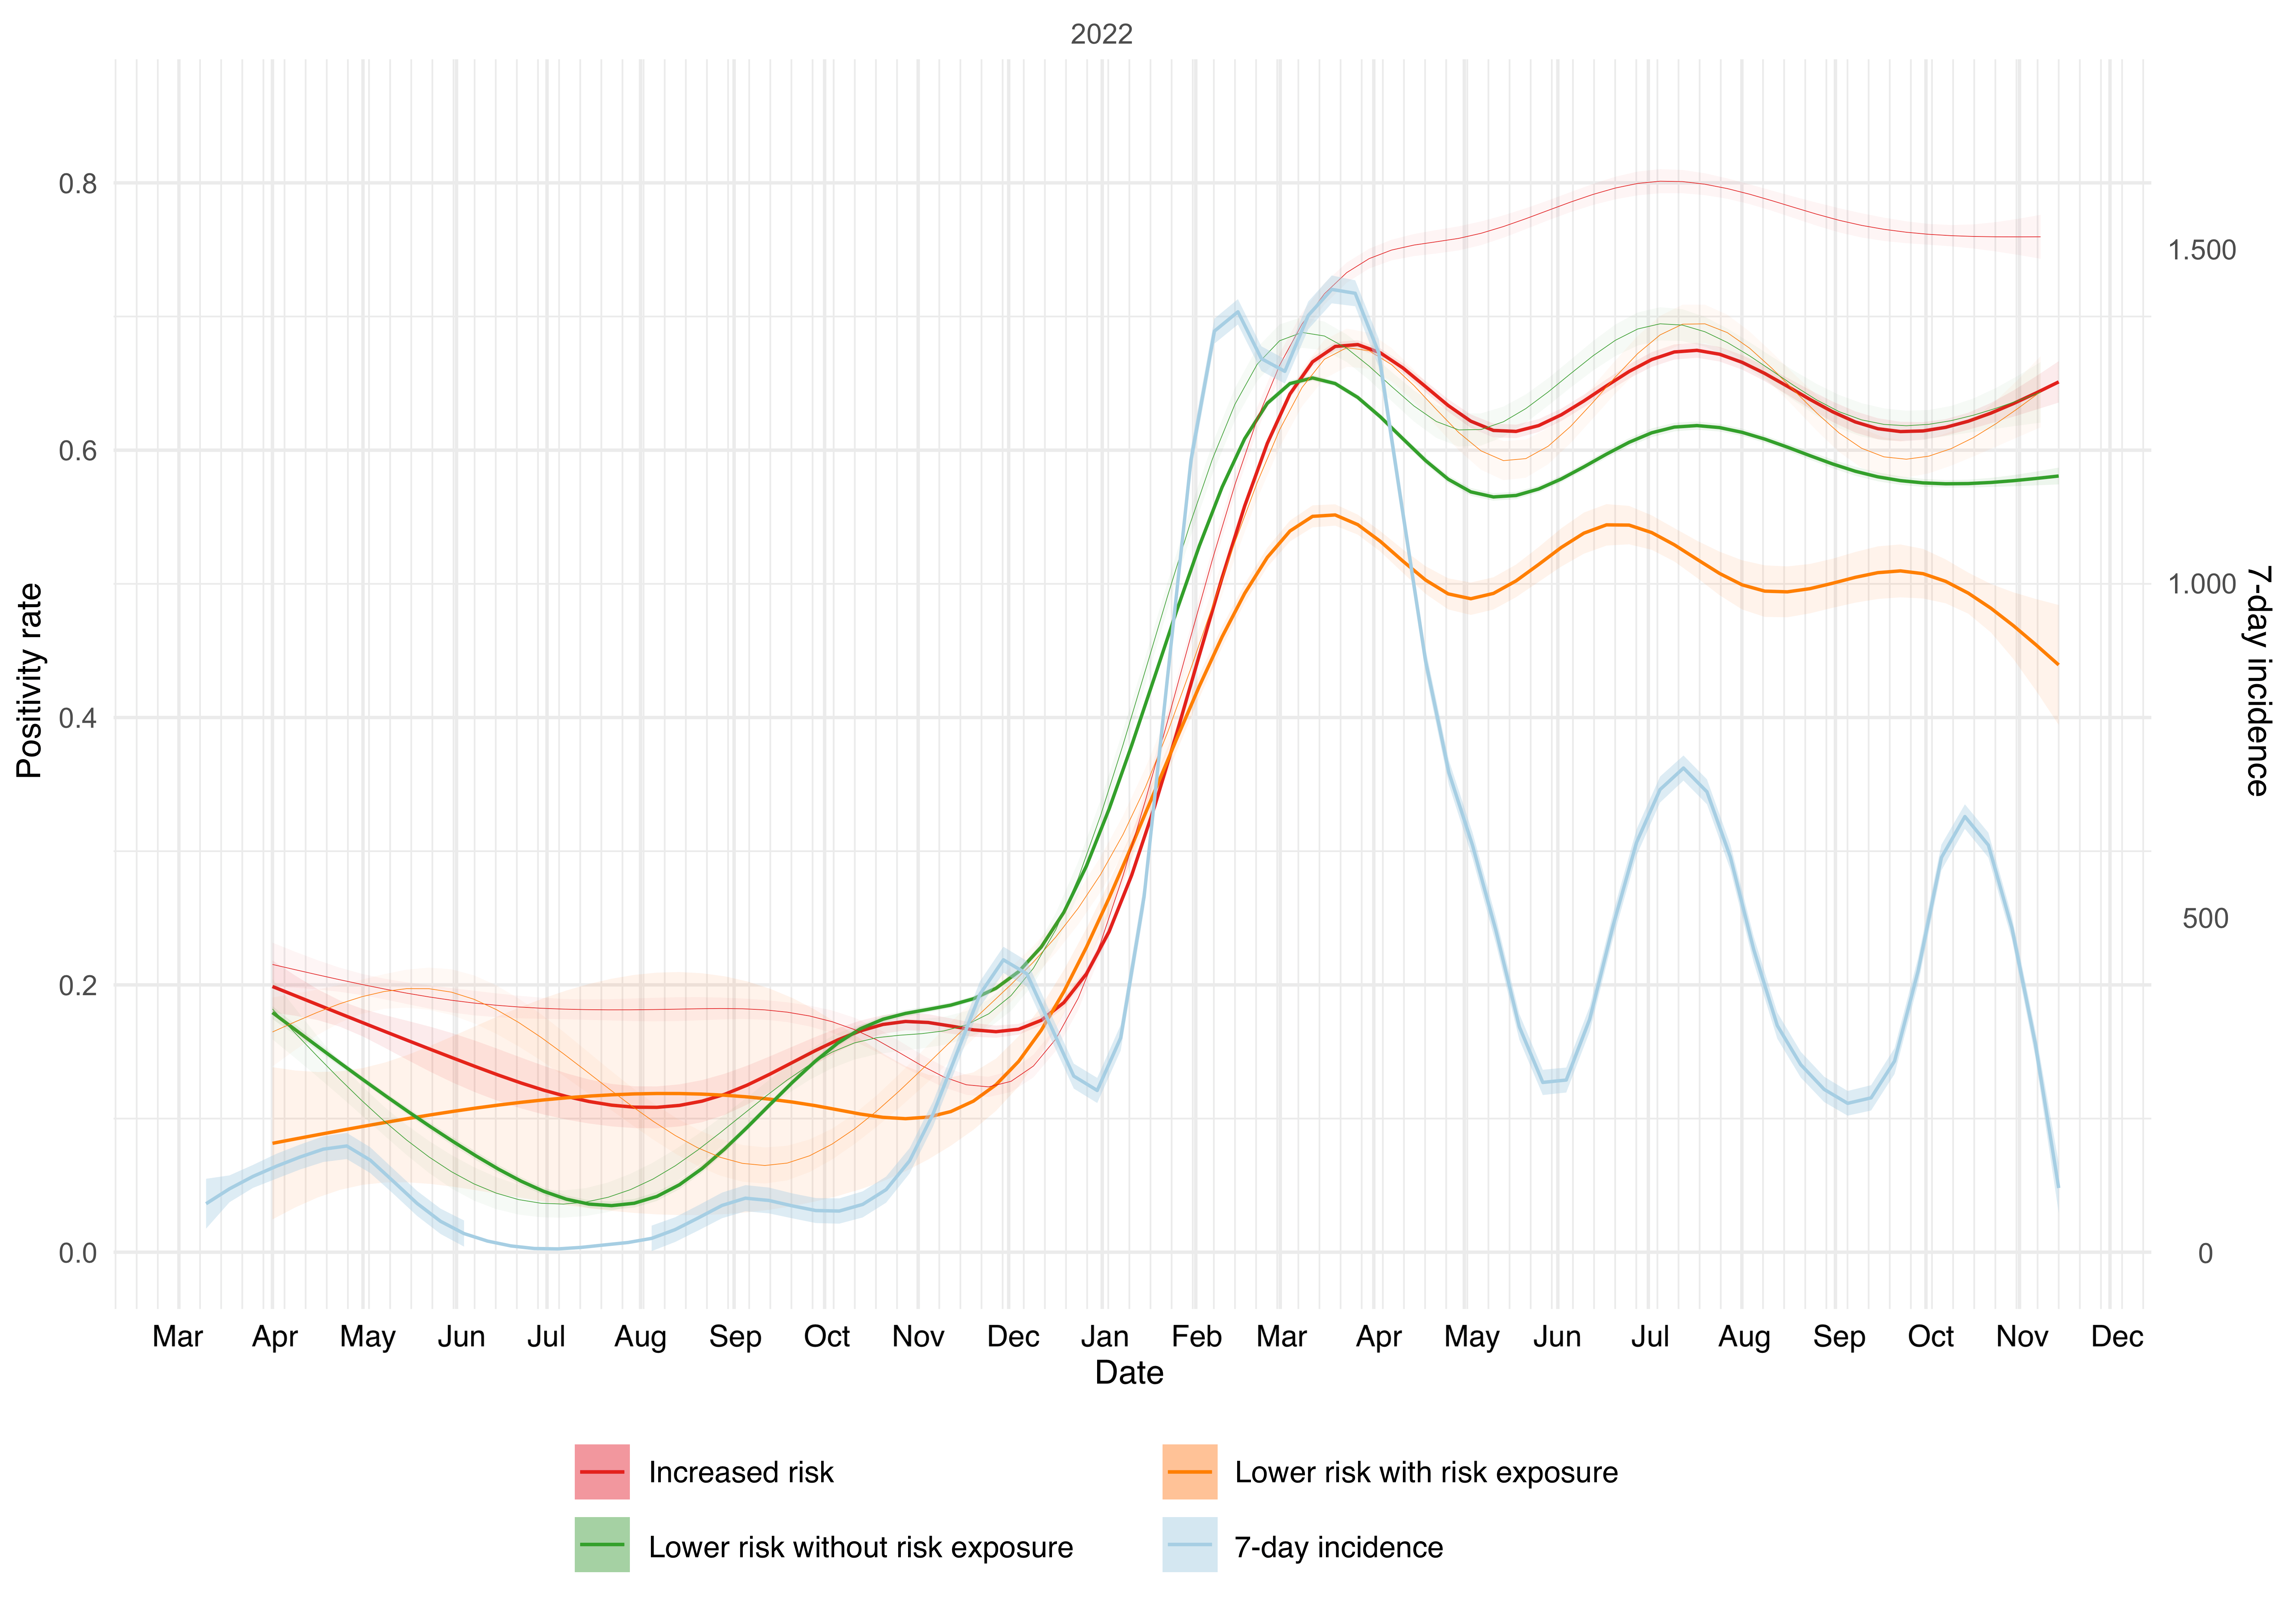 2022
0.8
0.6
0.4
0.2
0.0
Positivity rate
1.500
1.000
500
0
7-day incidence
Mar Apr May Jun Jul Aug Sep Oct Nov Dec Jan Feb Mar Apr May Jun Jul Aug Sep Oct Nov Dec
Date
Increased risk
Lower risk with risk exposure
Lower risk without risk exposure
7-day incidence